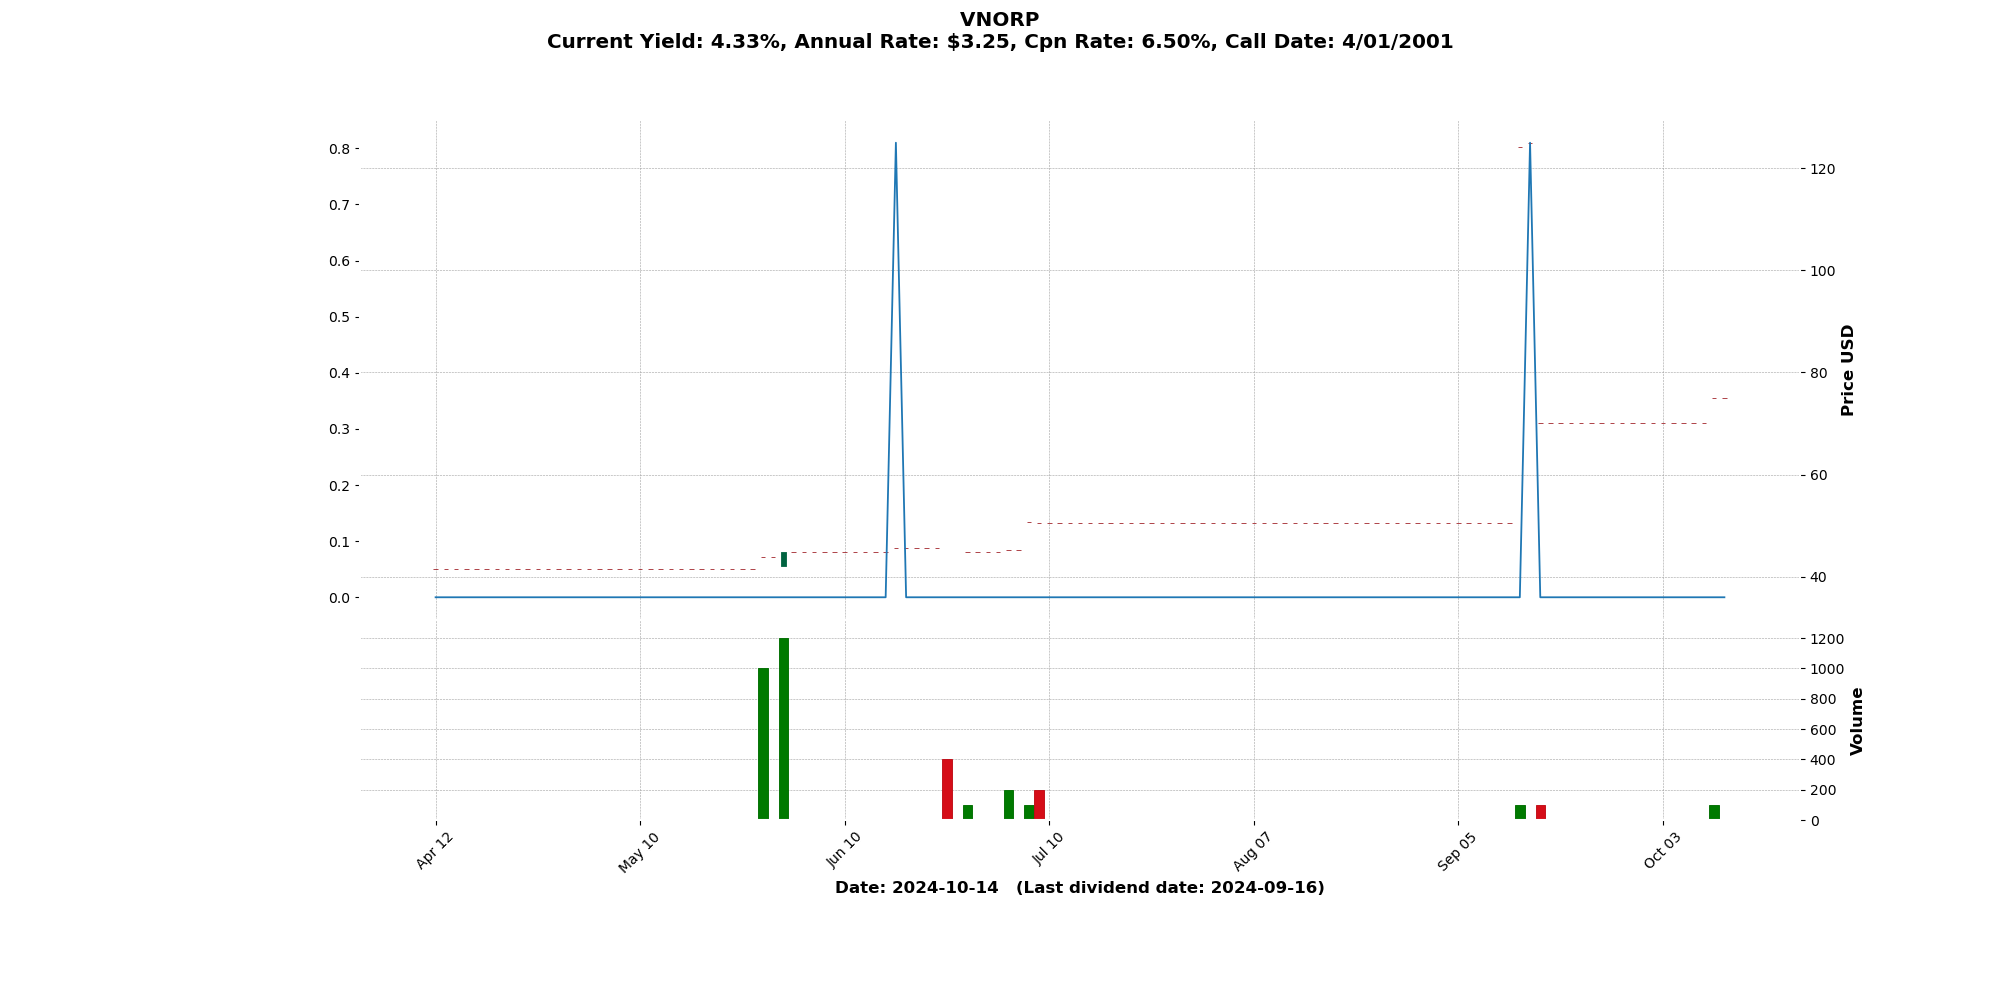 VNORP
Current Yield: 4.33%, Annual Rate: $3.25, Cpn Rate: 6.50%, Call Date: 4/01/2001
0.8
0.7
0.6
0.5
0.4
0.3
0.2
0.1
0.0
120
100
80
60
40
Price USD
1200
1000
800
600
400
200
0
Volume
Apr 12
May 10
Jun 10
Jul 10
Aug 07
Sep 05
Oct 03
Date: 2024-10-14   (Last dividend date: 2024-09-16)